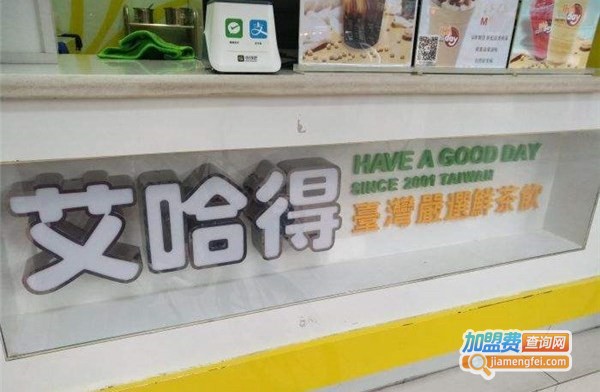 艾哈得
HAVE A GOOD DAY
SINCE 2001 TAIWAN
臺灣嚴選鮮茶飲
M
加盟费查询网
jiamengfei.com